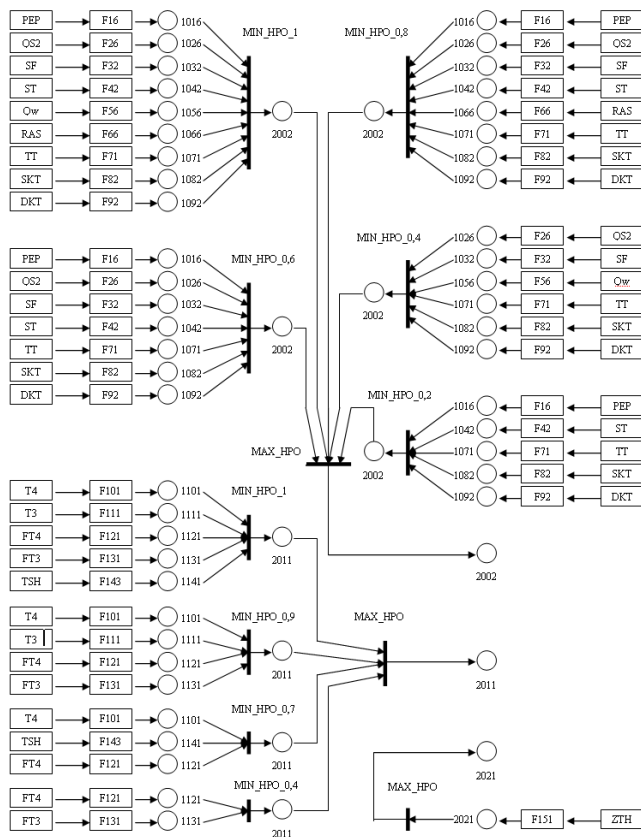 PEP F16 1016 MIN_HPO_1 MIN_HPO_0,8 1016 F16 PEP
QS2 F26 1026 1026 F26 QS2
SF F32 1032 1032 F32 SF
ST F42 1042 1042 F42 ST
Qw F56 1056 2002 2002 1066 F66 RAS
RAS F66 1066 1071 F71 TT
TT F71 1071 1082 F82 SKT
SKT F82 1082 1092 F92 DKT
DKT F92 1092
MIN_HPO_0,4 1026 F26 QS2
PEP F16 1016 MIN_HPO_0,6 1032 F32 SF
QS2 F26 1026 1056 F56 Qw
SF F32 1032 2002 1071 F71 TT
ST F42 1042 1082 F82 SKT
TT F71 1071 2002 1092 F92 DKT
SKT F82 1082
DKT F92 1092 MIN_HPO_0,2
1016 F16 PEP
1042 F42 ST
MAX_HPO 2002 1071 F71 TT
1082 F82 SKT
1092 F92 DKT
T4 F101 1101 MIN_HPO_1
T3 F111 1111
FT4 F121 1121 2011
FT3 F131 1131
TSH F143 1141 2002
T4 F101 1101 MIN_HPO_0,9 MAX_HPO
T3 F111 1111
FT4 F121 1121 2011 2011
FT3 F131 1131
T4 F101 1101 MIN_HPO_0,7
TSH F143 1141
FT4 F121 1121 2011 2021
FT4 F121 1121 MIN_HPO_0,4 MAX_HPO
FT3 F131 1131 2011 2021 F151 ZTH